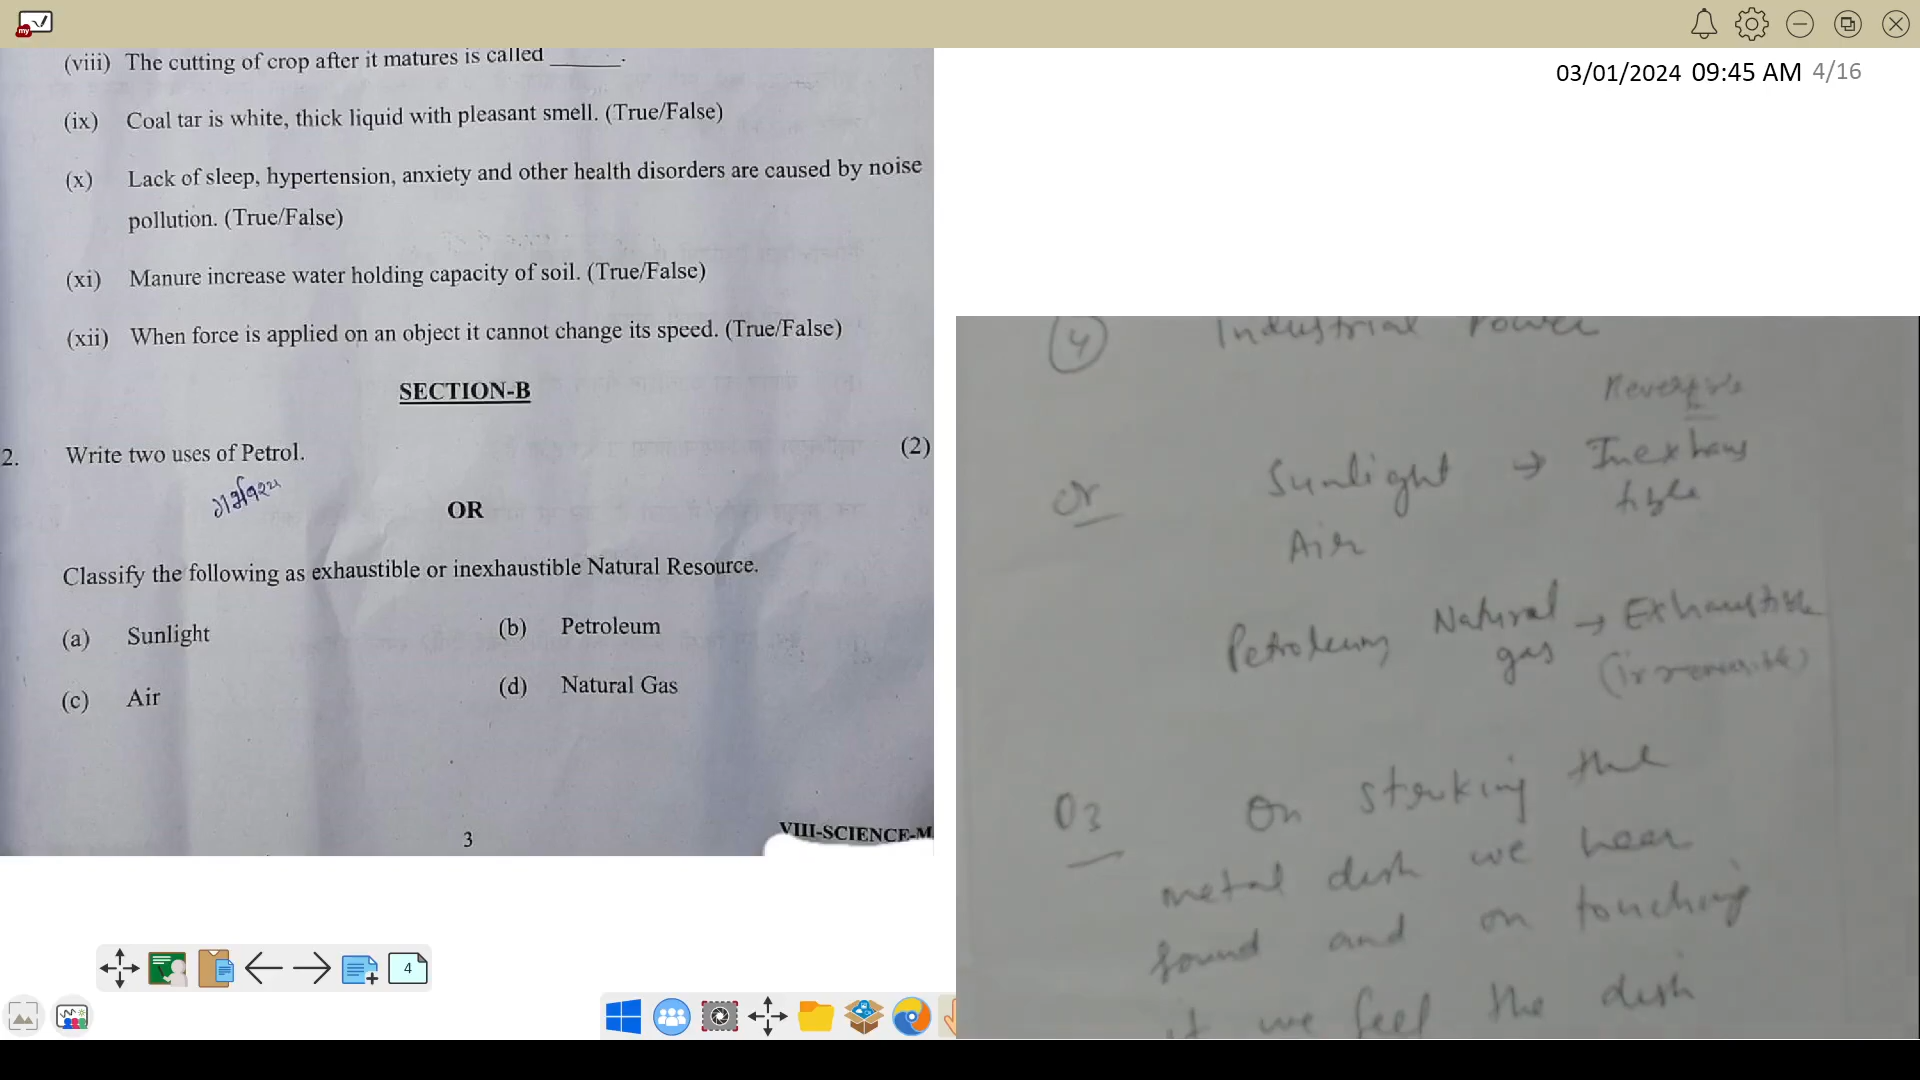 my
03/01/2024 09:45 AM 4/16
(viii) The cutting of crop after it matures is called ______.
(ix) Coal tar is white, thick liquid with pleasant smell. (True/False)
(x) Lack of sleep, hypertension, anxiety and other health disorders are caused by noise
pollution. (True/False)
(xi) Manure increase water holding capacity of soil. (True/False)
(xii) When force is applied on an object it cannot change its speed. (True/False)
SECTION-B
2. Write two uses of Petrol. (2)
OR
Classify the following as exhaustible or inexhaustible Natural Resource.
(a) Sunlight (b) Petroleum
(c) Air (d) Natural Gas
3
VIII-SCIENCE-M
4
(4) Industrial Power
or Sunlight → Inexhaus
tible
Air
Petroleum, Natural → Exhaustible
gas
Q3 On striking the
metal dish we hear
sound and on touching
it we feel the dish